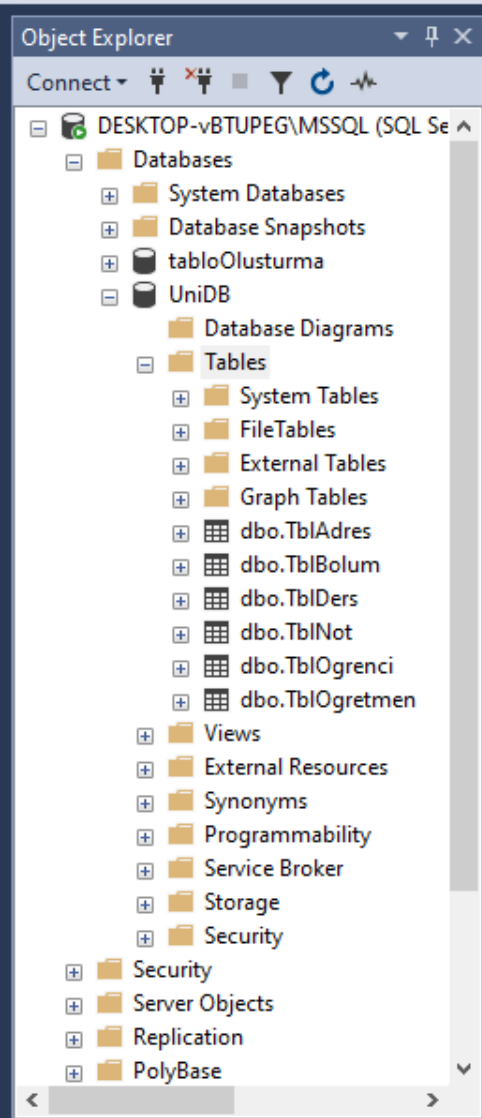 Object Explorer
Connect
DESKTOP-vBTUPEG\MSSQL (SQL Se
Databases
System Databases
Database Snapshots
tabloOlusturma
UniDB
Database Diagrams
Tables
System Tables
FileTables
External Tables
Graph Tables
dbo.TblAdres
dbo.TblBolum
dbo.TblDers
dbo.TblNot
dbo.TblOgrenci
dbo.TblOgretmen
Views
External Resources
Synonyms
Programmability
Service Broker
Storage
Security
Security
Server Objects
Replication
PolyBase